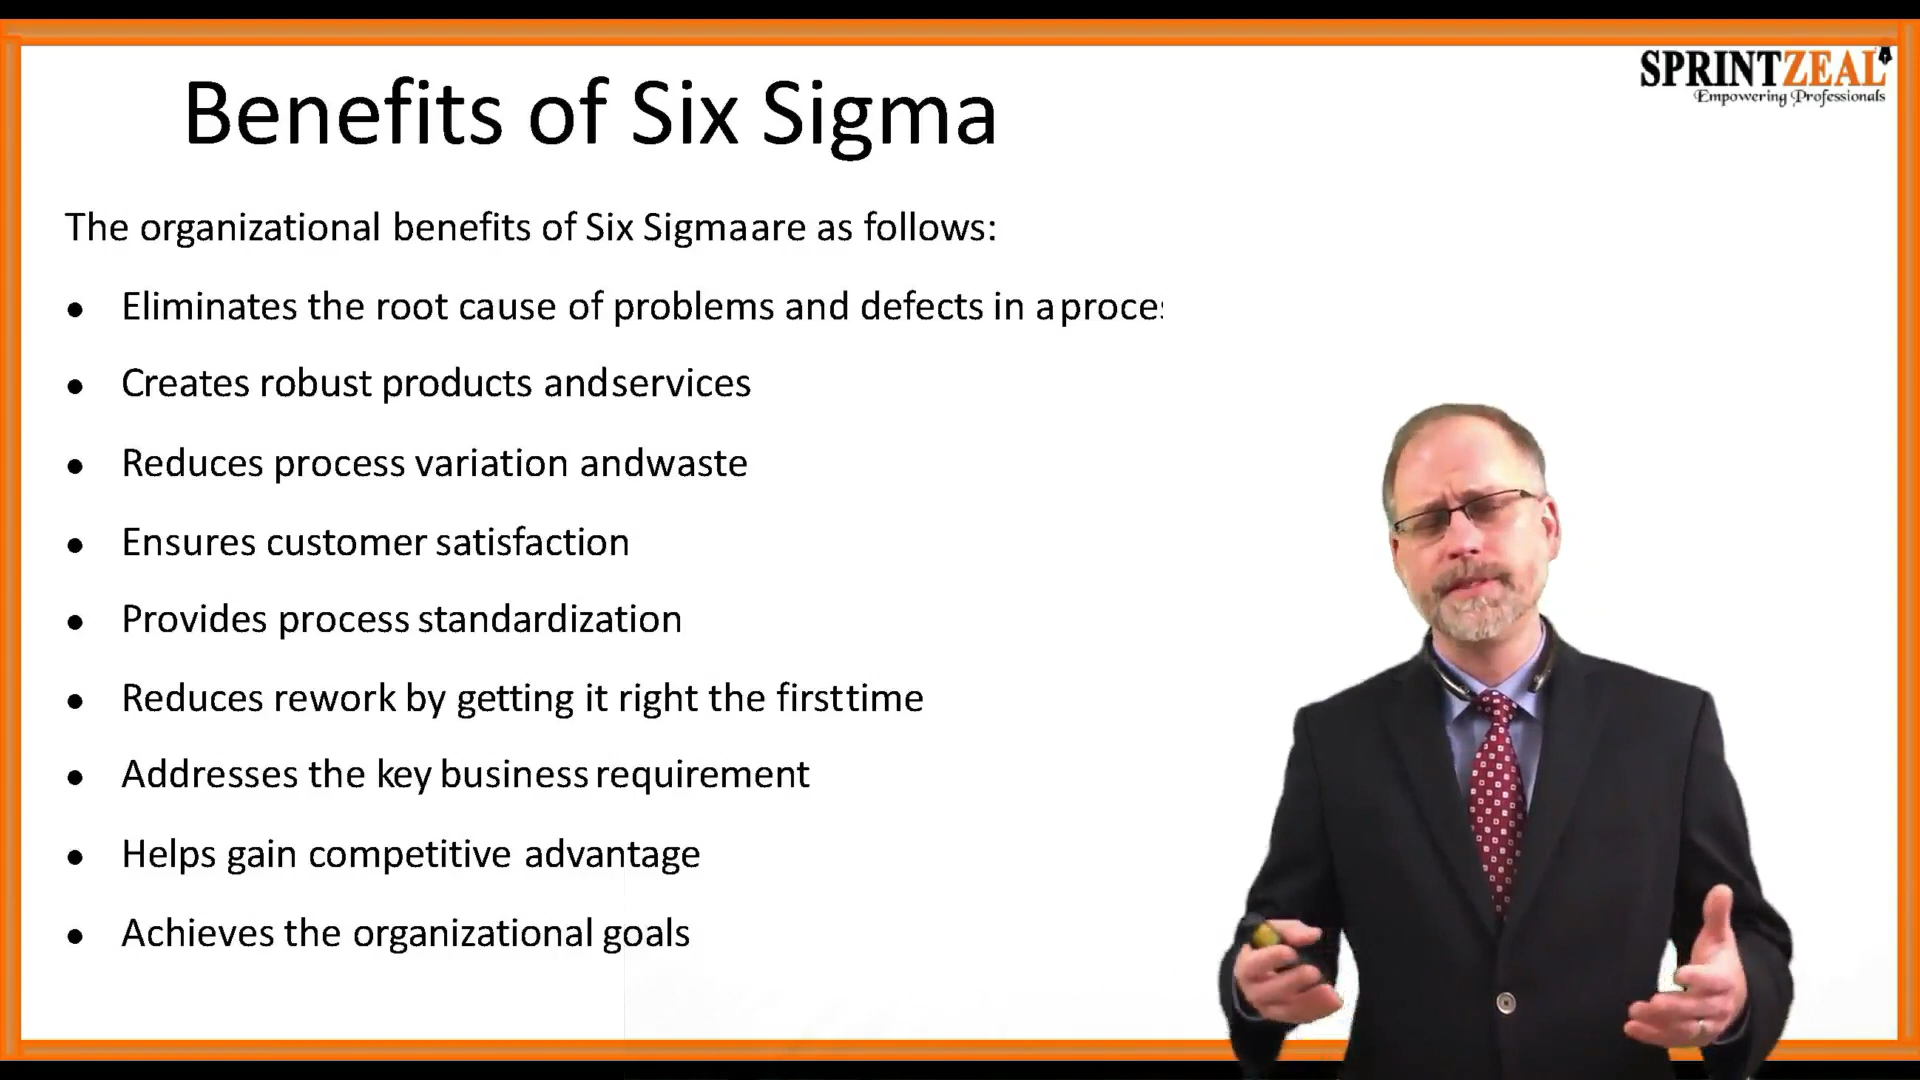 SPRINTZEAL
Empowering Professionals
Benefits of Six Sigma
The organizational benefits of Six Sigmaare as follows:
• Eliminates the root cause of problems and defects in a proce
• Creates robust products andservices
• Reduces process variation andwaste
• Ensures customer satisfaction
• Provides process standardization
• Reduces rework by getting it right the firsttime
• Addresses the key business requirement
• Helps gain competitive advantage
• Achieves the organizational goals